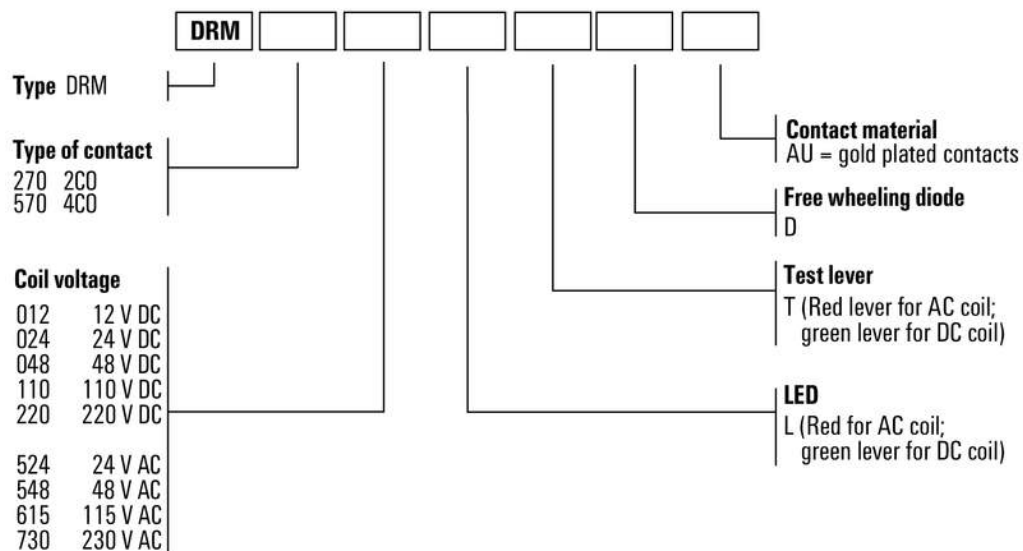 DRM
Type DRM
Type of contact
270 2CO
570 4CO
Coil voltage
012 12 V DC
024 24 V DC
048 48 V DC
110 110 V DC
220 220 V DC
524 24 V AC
548 48 V AC
615 115 V AC
730 230 V AC
Contact material
AU = gold plated contacts
Free wheeling diode
D
Test lever
T (Red lever for AC coil;
green lever for DC coil)
LED
L (Red for AC coil;
green lever for DC coil)